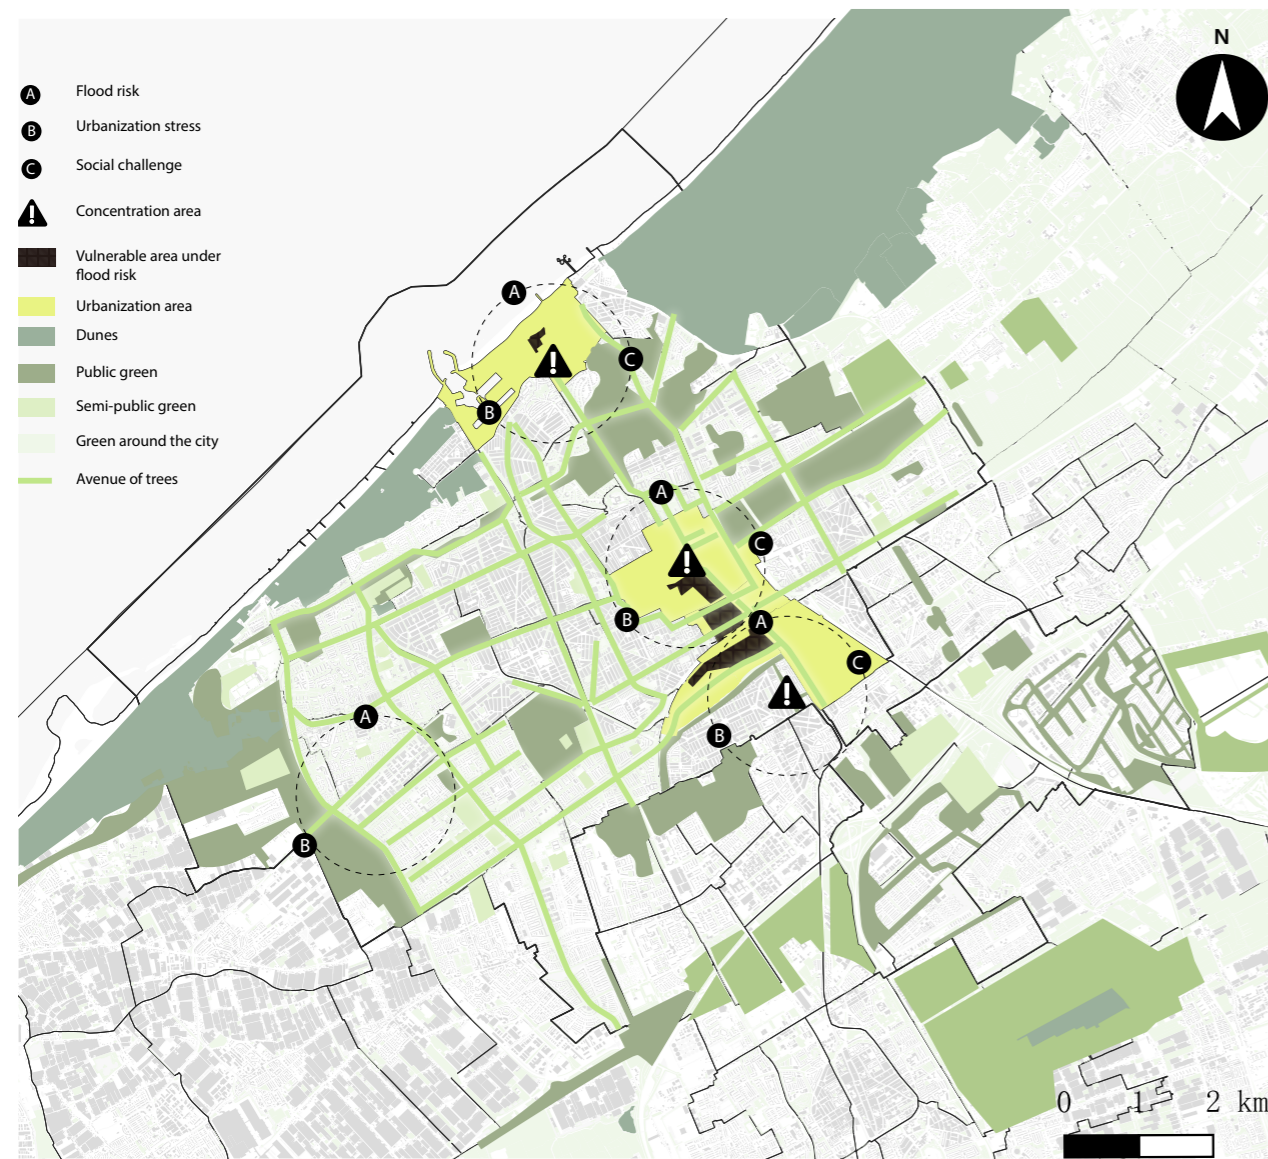 N
A Flood risk
B Urbanization stress
C Social challenge
! Concentration area
Vulnerable area under
flood risk
Urbanization area
Dunes
Public green
Semi-public green
Green around the city
Avenue of trees
A
C
!
B
A
C
!
B
A
C
!
B
A
B
0 1 2 km